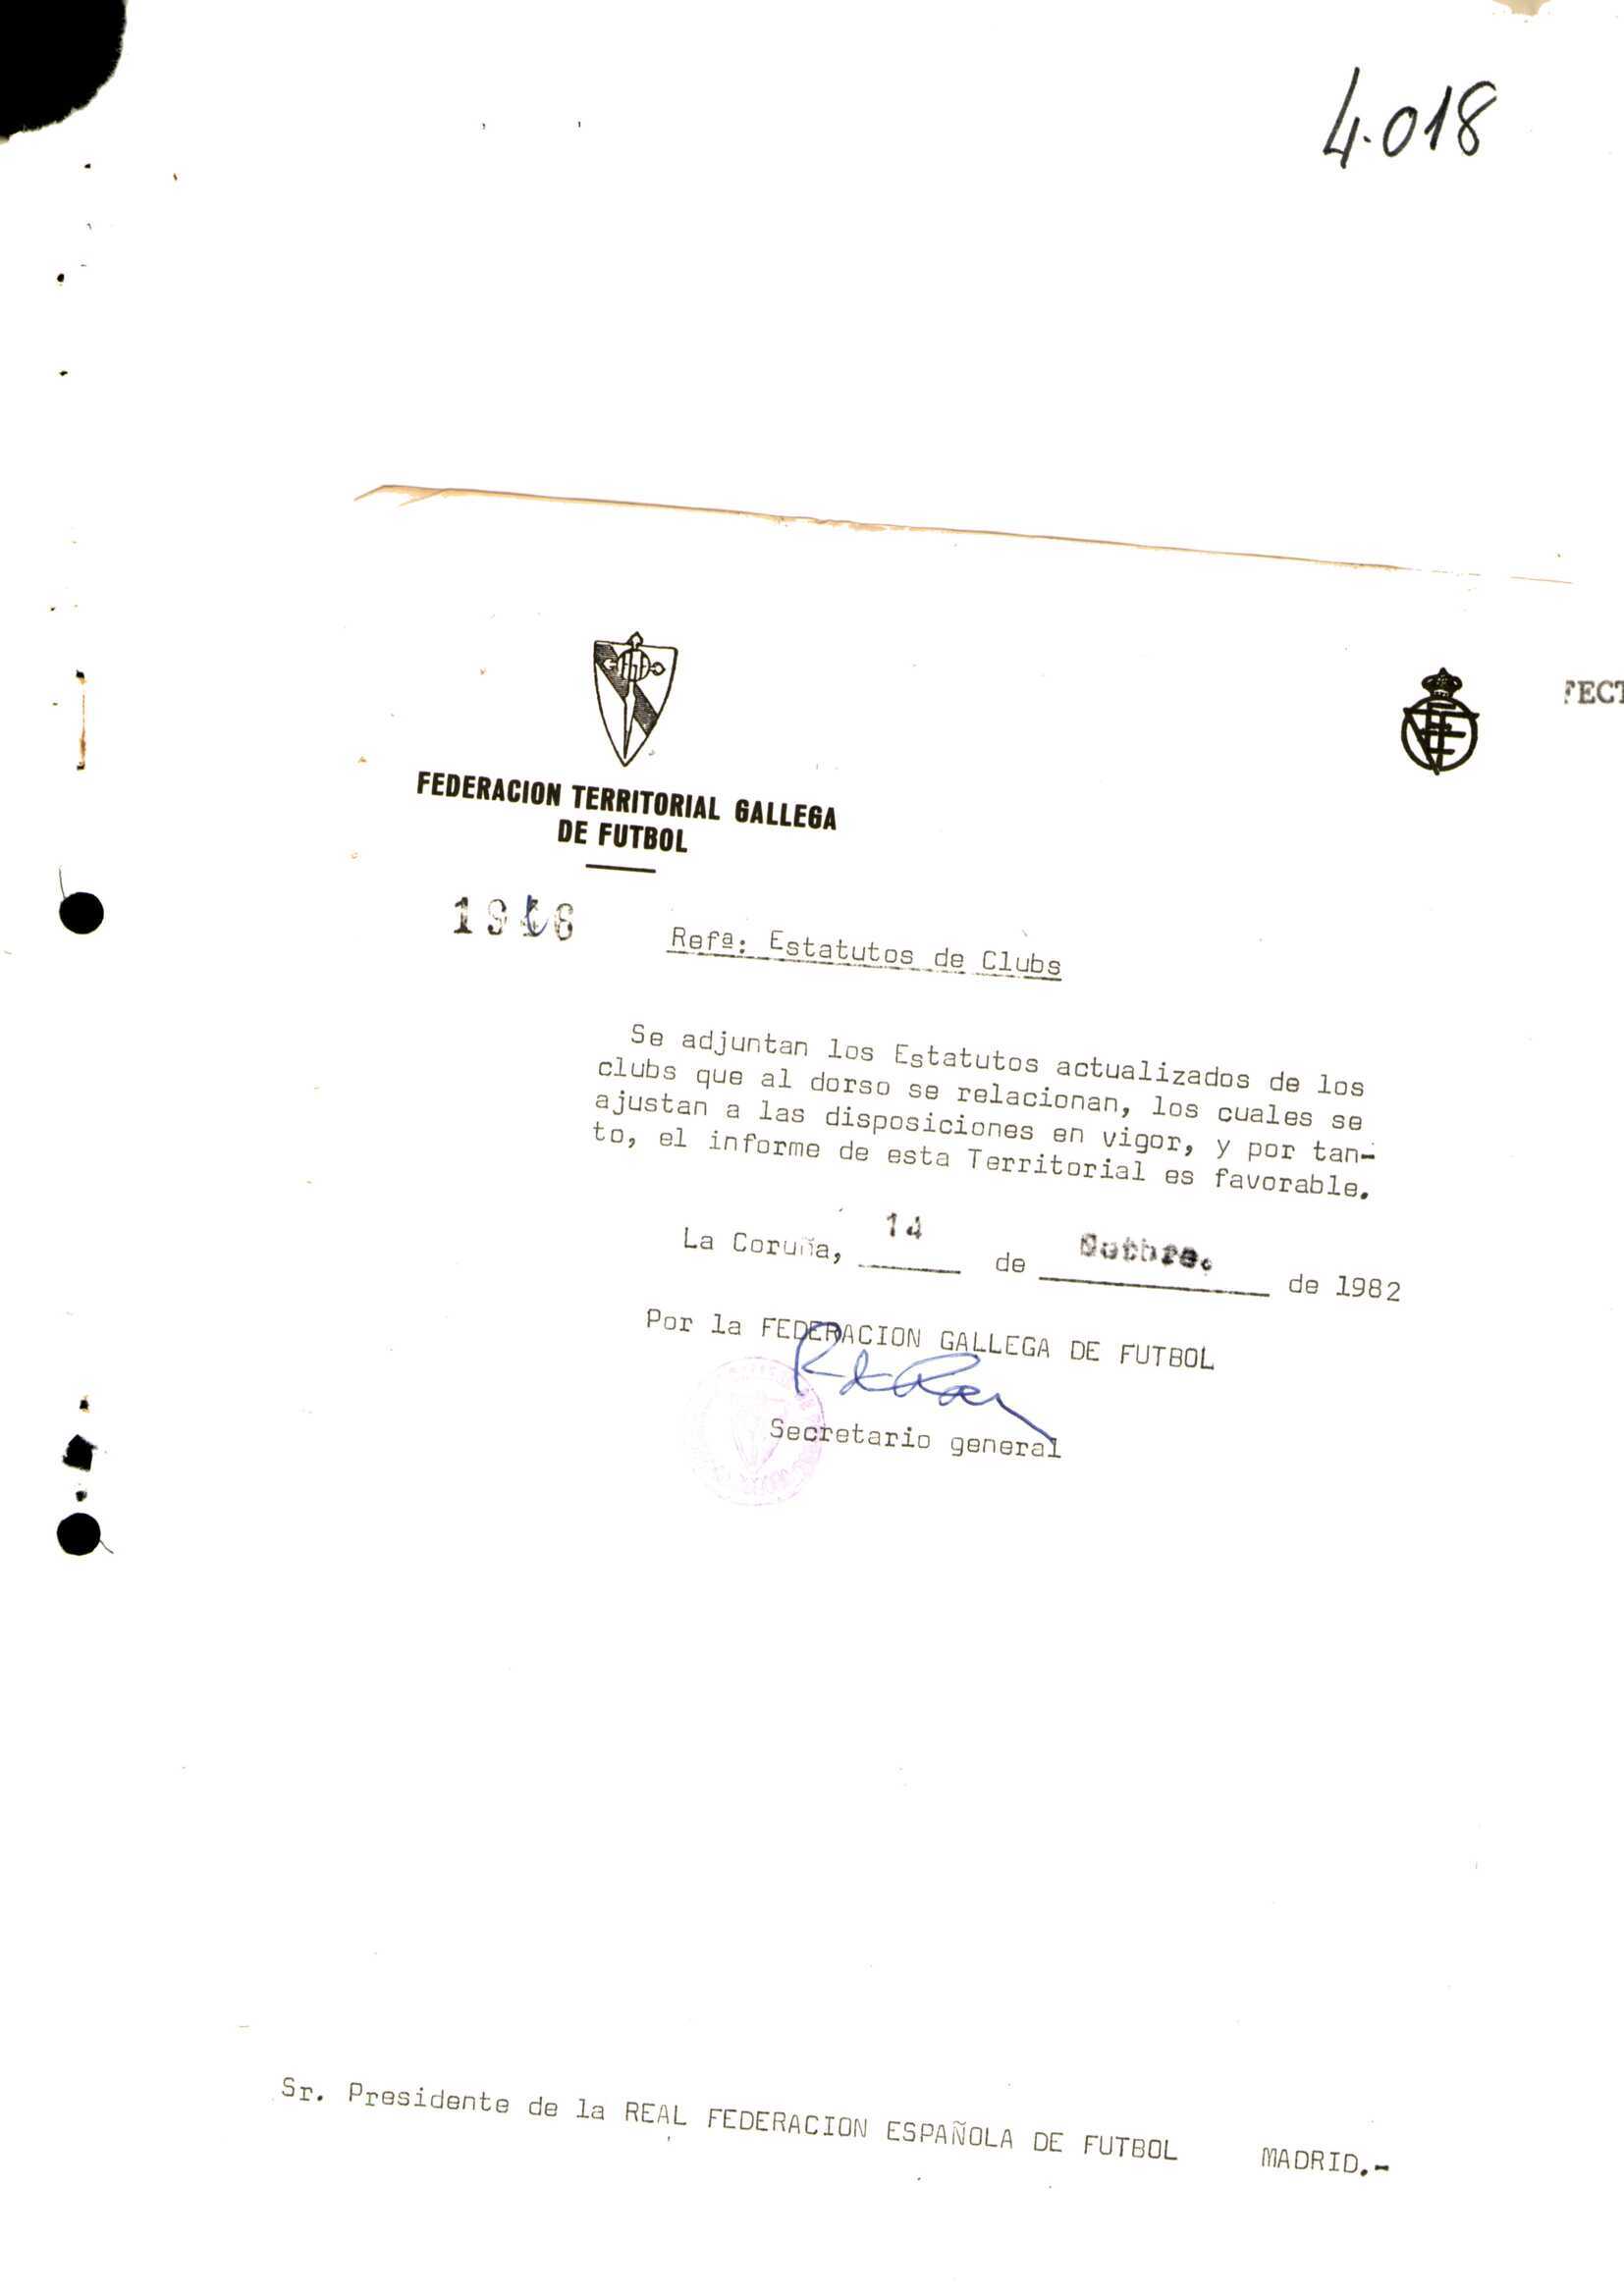 4.018
FECT
FEDERACION TERRITORIAL GALLEGA
DE FUTBOL
Refª: Estatutos de Clubs
Se adjuntan los Estatutos actualizados de los
clubs que al dorso se relacionan, los cuales se
ajustan a las disposiciones en vigor, y por tan-
to, el informe de esta Territorial es favorable.
La Coruña, 14 de Outbre. de 1982
Por la FEDERACION GALLEGA DE FUTBOL
Secretario general
Sr. Presidente de la REAL FEDERACION ESPAÑOLA DE FUTBOL MADRID.-